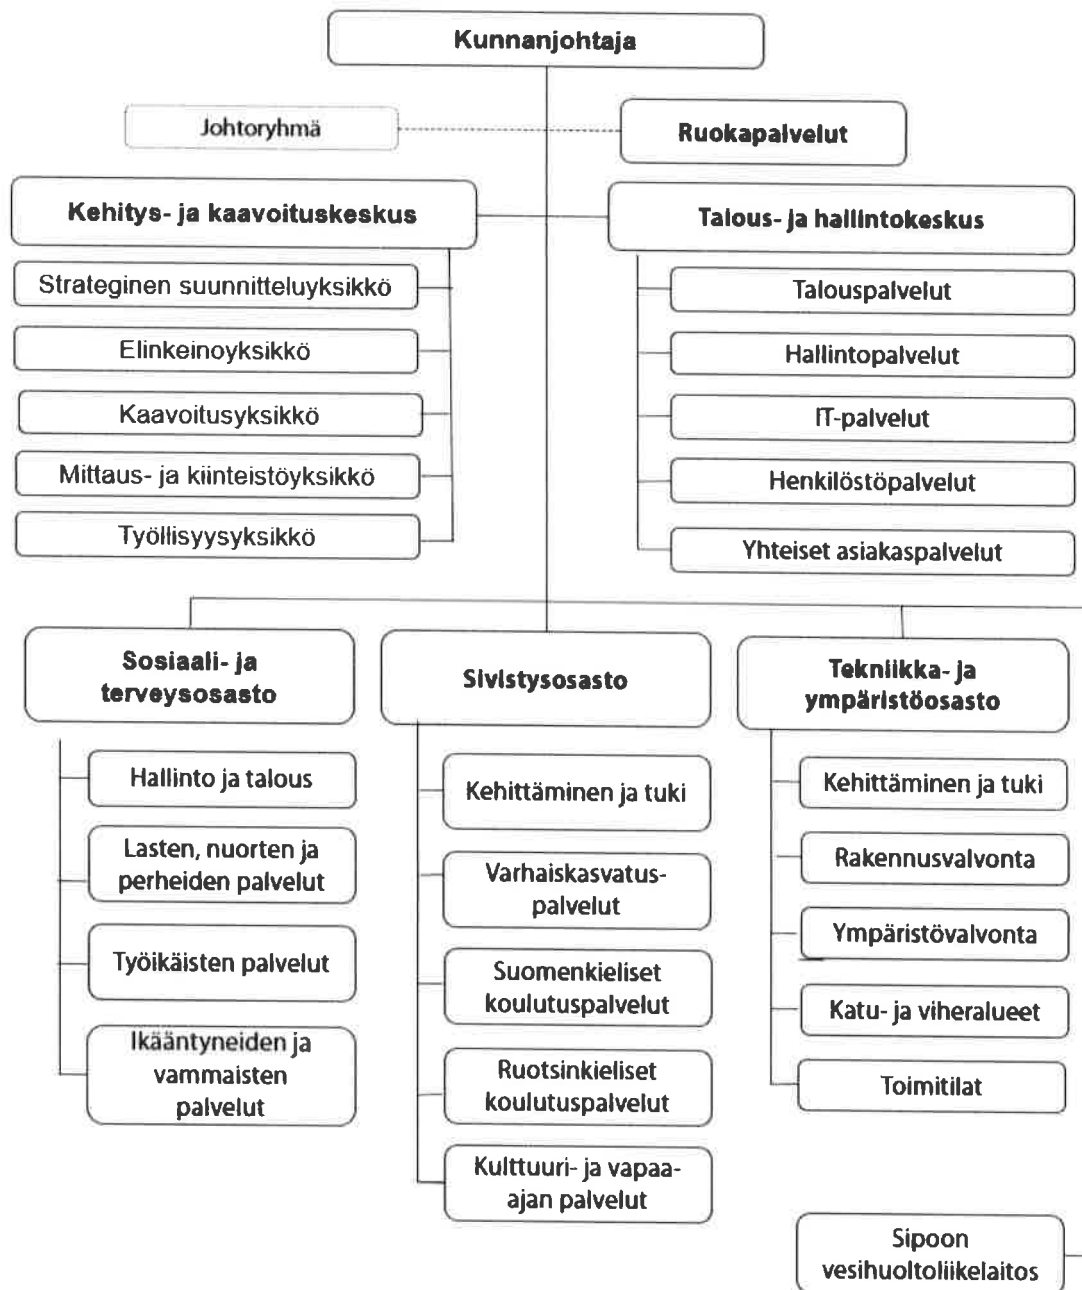 Kunnanjohtaja
Johtoryhmä
Ruokapalvelut
Kehitys- ja kaavoituskeskus
Talous- ja hallintokeskus
Strateginen suunnitteluyksikkö
Talouspalvelut
Elinkeinoyksikkö
Hallintopalvelut
Kaavoitusyksikkö
IT-palvelut
Mittaus- ja kiinteistöyksikkö
Henkilöstöpalvelut
Työllisyysyksikkö
Yhteiset asiakaspalvelut
Sosiaali- ja
terveysosasto
Sivistysosasto
Tekniikka- ja
ympäristöosasto
Hallinto ja talous
Lasten, nuorten ja
perheiden palvelut
Työikäisten palvelut
Ikääntyneiden ja
vammaisten
palvelut
Kehittäminen ja tuki
Varhaiskasvatus-
palvelut
Suomenkieliset
koulutuspalvelut
Ruotsinkieliset
koulutuspalvelut
Kulttuuri- ja vapaa-
ajan palvelut
Kehittäminen ja tuki
Rakennusvalvonta
Ympäristövalvonta
Katu- ja viheralueet
Toimitilat
Sipoon
vesihuoltoliikelaitos